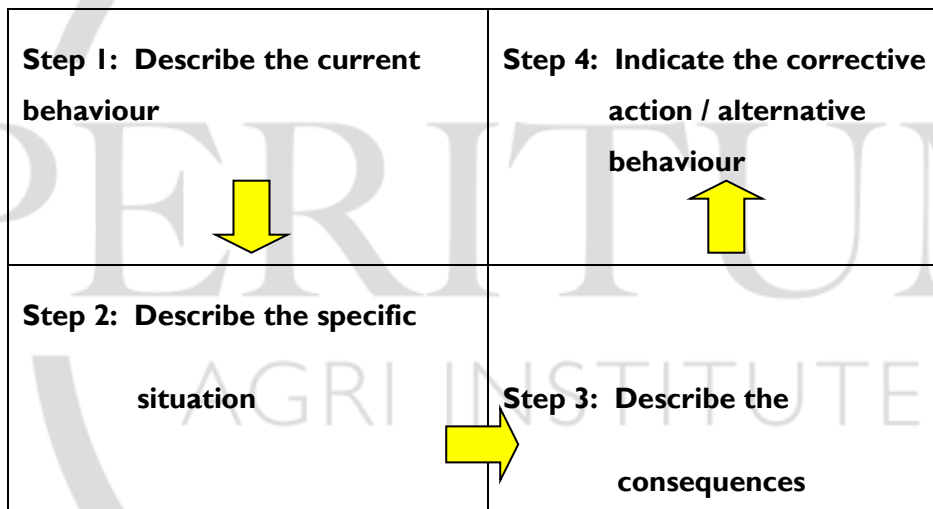 Step 1: Describe the current
behaviour
Step 4: Indicate the corrective
action / alternative
behaviour
Step 2: Describe the specific
situation
Step 3: Describe the
consequences
PERITUM
AGRI INSTITUTE